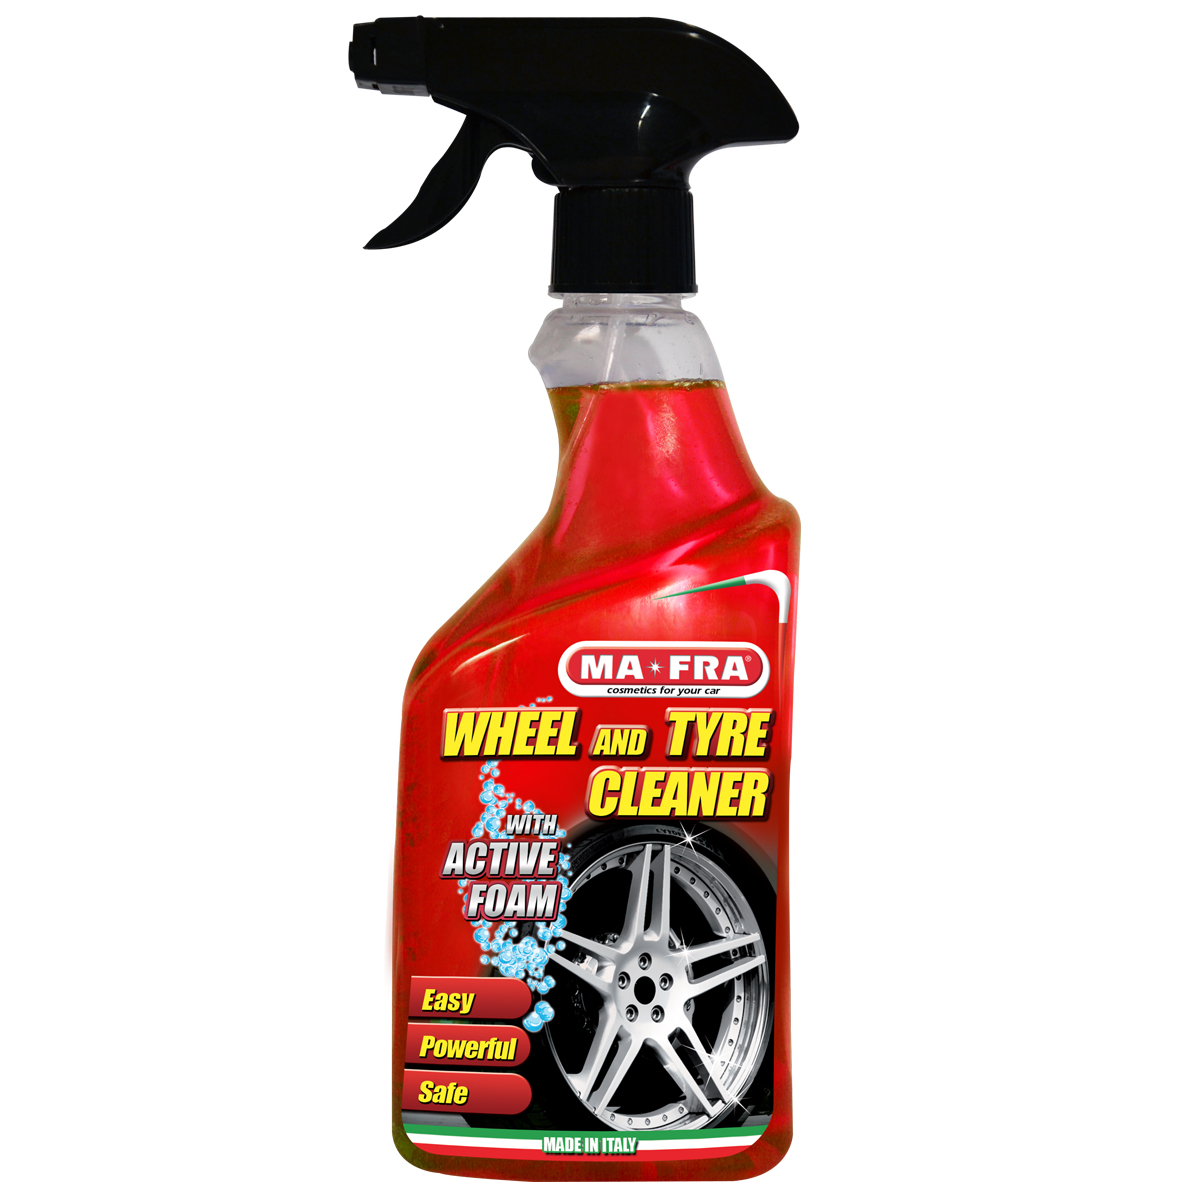 MA FRA®
cosmetics for your car
WHEEL AND TYRE
CLEANER
WITH
ACTIVE
FOAM
Easy
Powerful
Safe
MADE IN ITALY